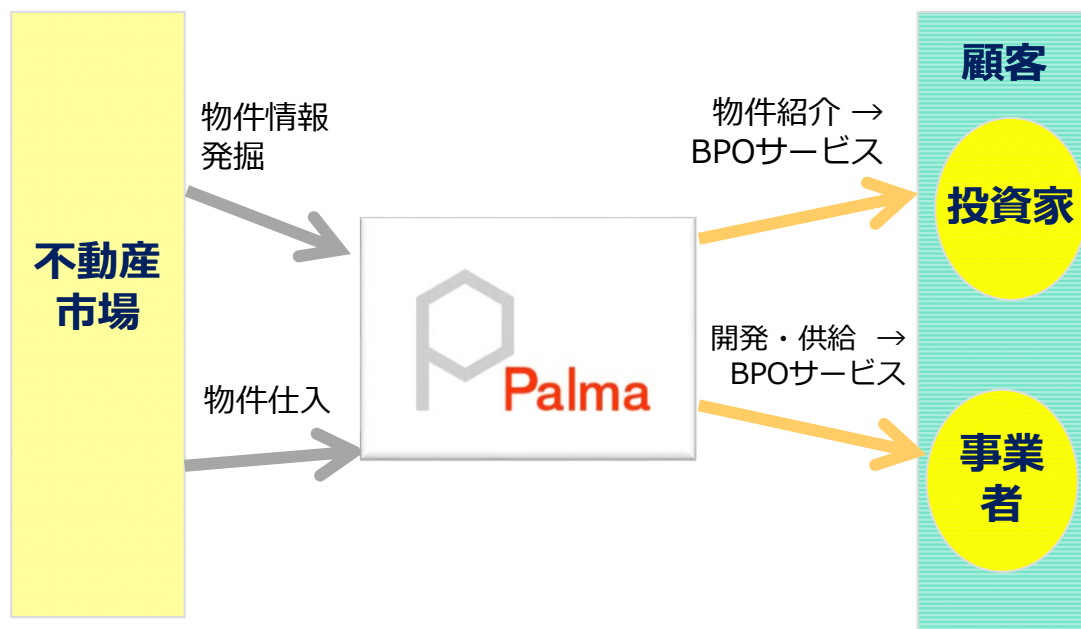 不動産
市場
物件情報
発掘
物件仕入
Palma
物件紹介 →
BPOサービス
開発・供給 →
BPOサービス
顧客
投資家
事業
者